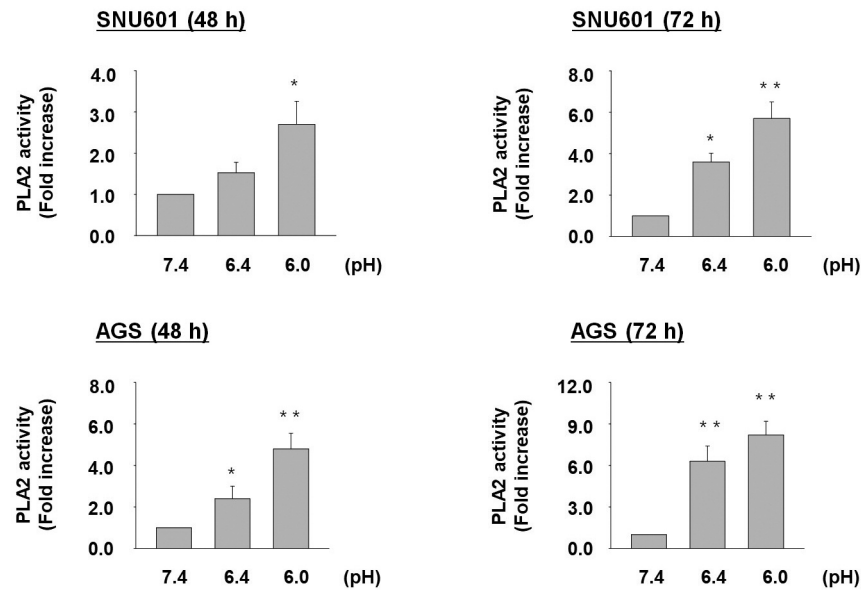 SNU601 (48 h)
PLA2 activity
(Fold increase)
4.0
3.0
2.0
1.0
0.0
*
7.4 6.4 6.0 (pH)
SNU601 (72 h)
PLA2 activity
(Fold increase)
8.0
6.0
4.0
2.0
0.0
* *
*
7.4 6.4 6.0 (pH)
AGS (48 h)
PLA2 activity
(Fold increase)
8.0
6.0
4.0
2.0
0.0
* *
*
7.4 6.4 6.0 (pH)
AGS (72 h)
PLA2 activity
(Fold increase)
12.0
9.0
6.0
3.0
0.0
* *
* *
7.4 6.4 6.0 (pH)